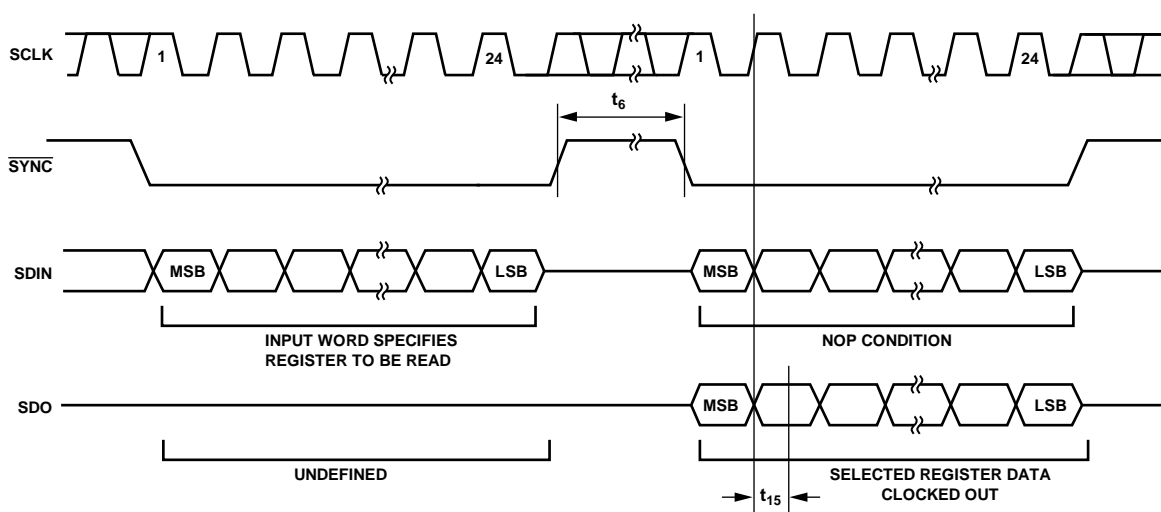 SCLK
1
24
1
24
t6
SYNC
SDIN
MSB
LSB
MSB
LSB
INPUT WORD SPECIFIES
REGISTER TO BE READ
NOP CONDITION
SDO
MSB
LSB
UNDEFINED
SELECTED REGISTER DATA
CLOCKED OUT
t15